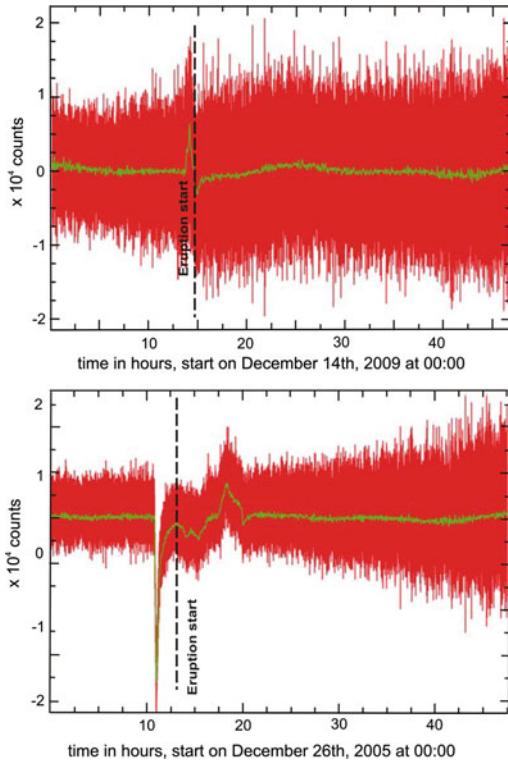 2
1
0
-1
-2
x 10⁴ counts
Eruption start
10 20 30 40
time in hours, start on December 14th, 2009 at 00:00
2
1
0
-1
-2
x 10⁴ counts
Eruption start
10 20 30 40
time in hours, start on December 26th, 2005 at 00:00